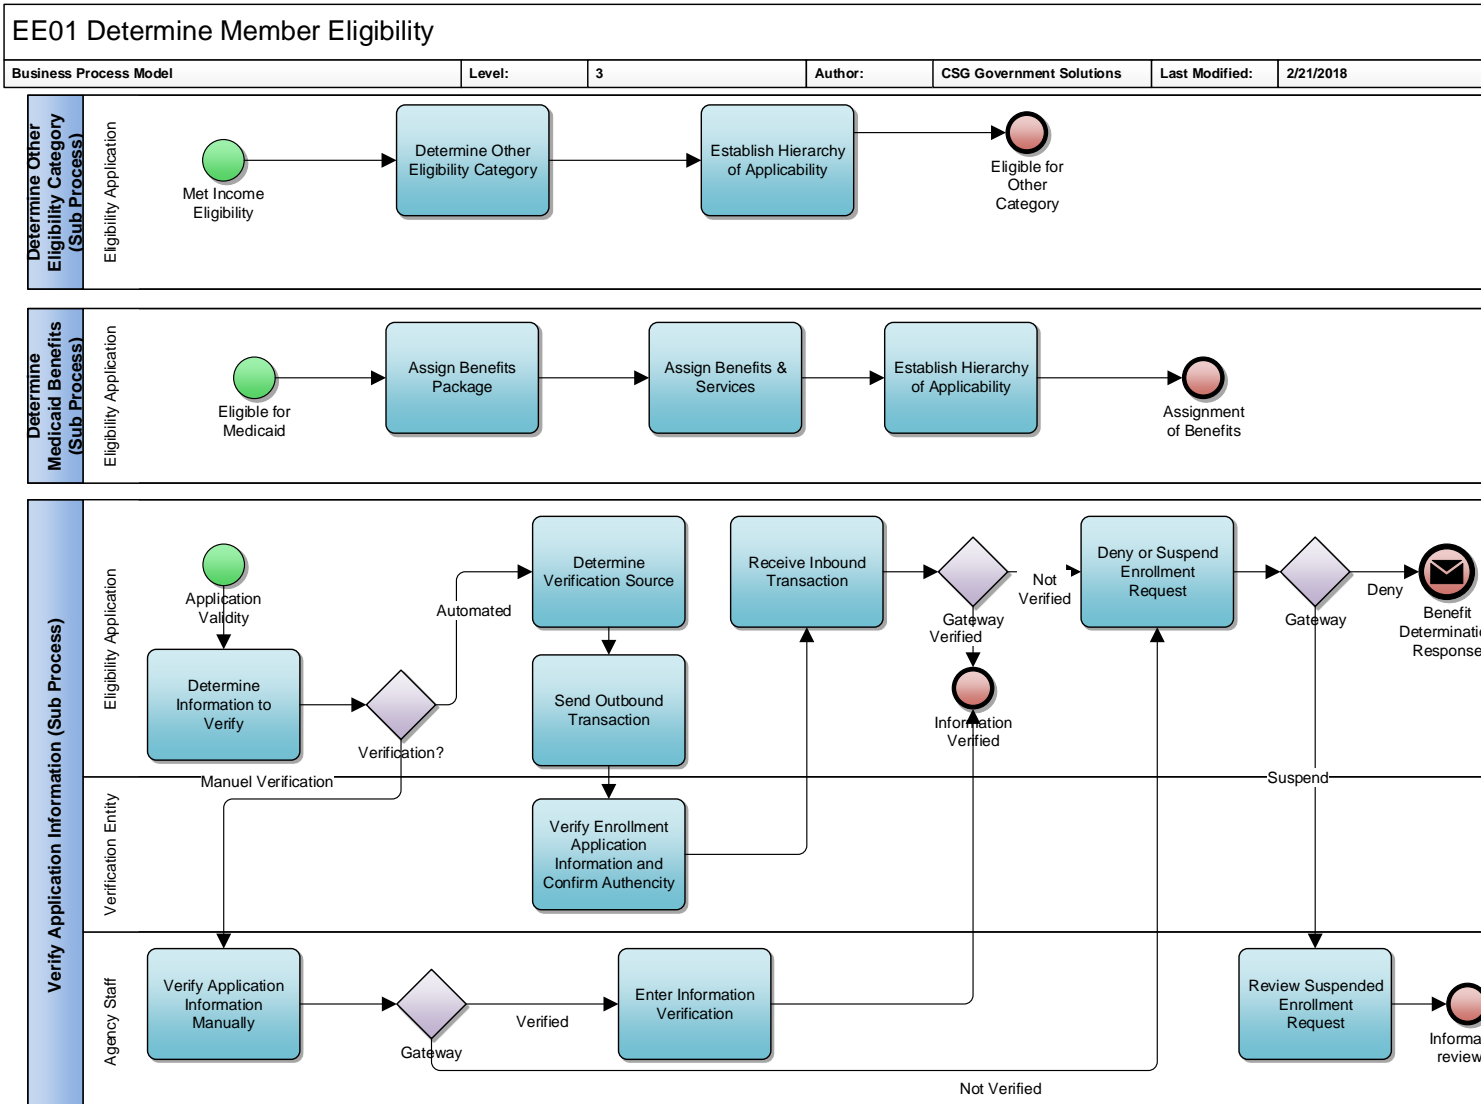 EE01 Determine Member Eligibility
Business Process Model
Level:
3
Author:
CSG Government Solutions
Last Modified:
2/21/2018
Determine Other
Eligibility Category
(Sub Process)
Eligibility Application
Met Income
Eligibility
Determine Other
Eligibility Category
Establish Hierarchy
of Applicability
Eligible for
Other
Category
Determine
Medicaid Benefits
(Sub Process)
Eligibility Application
Eligible for
Medicaid
Assign Benefits
Package
Assign Benefits &
Services
Establish Hierarchy
of Applicability
Assignment
of Benefits
Verify Application Information (Sub Process)
Eligibility Application
Application
Validity
Determine
Information to
Verify
Verification?
Automated
Manuel Verification
Determine
Verification Source
Send Outbound
Transaction
Receive Inbound
Transaction
Gateway
Verified
Not
Verified
Information
Verified
Deny or Suspend
Enrollment
Request
Gateway
Deny
Benefit
Determinatio
Response
Suspend
Verification Entity
Verify Enrollment
Application
Information and
Confirm Authencity
Agency Staff
Verify Application
Information
Manually
Gateway
Verified
Enter Information
Verification
Not Verified
Review Suspended
Enrollment
Request
Informa
review